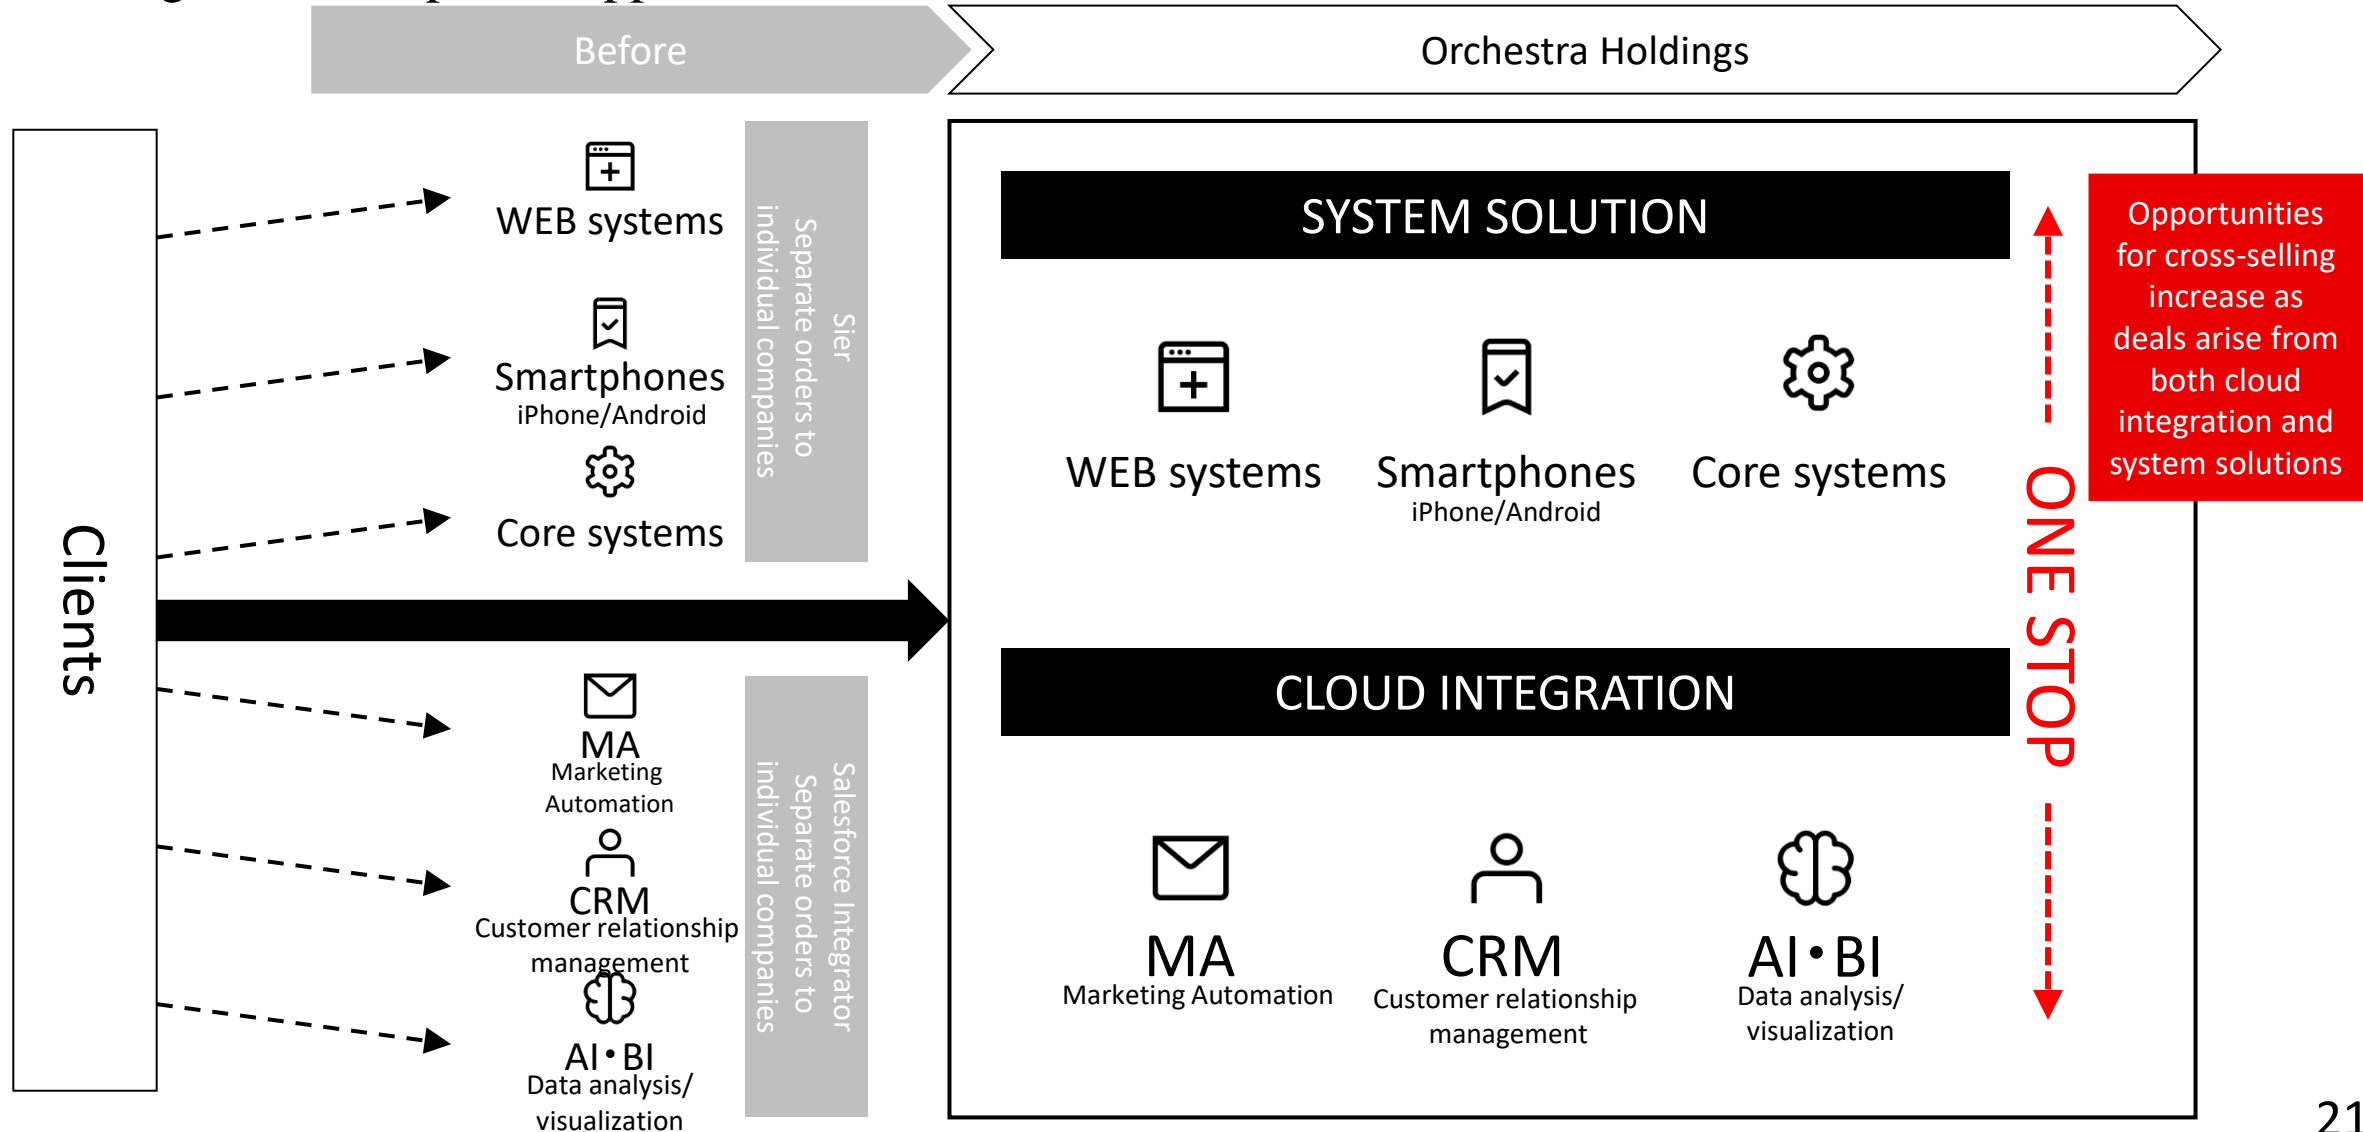 Before
Orchestra Holdings
Clients
WEB systems
Smartphones
iPhone/Android
Core systems
Sier
Separate orders to
individual companies
MA
Marketing
Automation
CRM
Customer relationship
management
AI・BI
Data analysis/
visualization
Salesforce Integrator
Separate orders to
individual companies
SYSTEM SOLUTION
WEB systems
Smartphones
iPhone/Android
Core systems
CLOUD INTEGRATION
MA
Marketing Automation
CRM
Customer relationship
management
AI・BI
Data analysis/
visualization
ONE STOP
Opportunities
for cross-selling
increase as
deals arise from
both cloud
integration and
system solutions
21